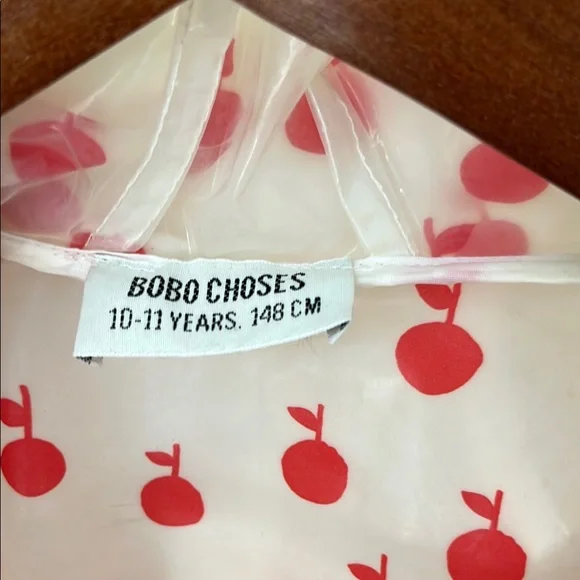 BOBO CHOSES
10-11 YEARS. 148 CM